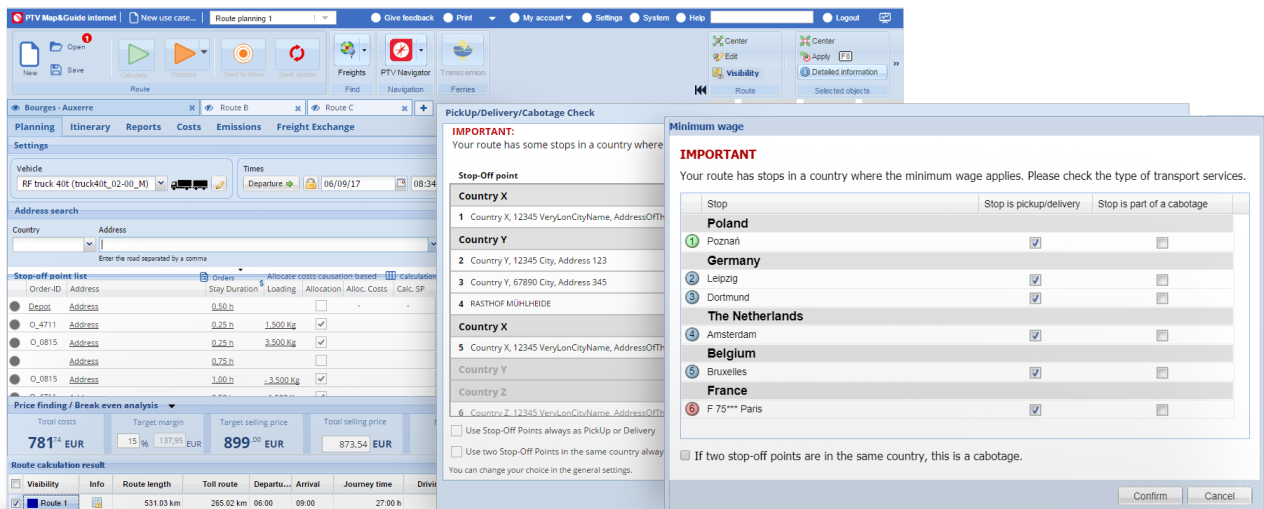 PTV Map&Guide internet New use case... Route planning 1 Give feedback Print My account Settings System Help Logout
1
Open
Save
New Calculate Optimize Send to driver Send update Freights PTV Navigator Transcamion
Route Find Navigation Ferries
Center
Edit
Visibility
Route
Center
Apply F8
Detailed information
Selected objects
Bourges - Auxerre Route B Route C
Planning Itinerary Reports Costs Emissions Freight Exchange
Settings
Vehicle Times
RF truck 40t (truck40t_02-00_M) Departure 06/09/17 08:34
Address search
Country Address
Enter the road separated by a comma
Stop-off point list Orders Allocate costs causation based Calculation
Order-ID Address Stay Duration Loading Allocation Alloc. Costs Calc. SP
Depot Address 0,50 h - -
O_4711 Address 0,25 h 1.500 Kg
O_0815 Address 0,25 h 3.500 Kg
Address 0,75 h
O_0815 Address 1,00 h - 3.500 Kg
Price finding / Break even analysis
Total costs Target margin Target selling price Total selling price
781 74 EUR 15 % 137,95 EUR 899 ,00 EUR 873,54 EUR
Route calculation result
Visibility Info Route length Toll route Departu... Arrival Journey time
Route 1 531.03 km 265.02 km 06:00 09:00 27:00 h
PickUp/Delivery/Cabotage Check
IMPORTANT:
Your route has some stops in a country where
Stop-Off point
Country X
1 Country X, 12345 VeryLonCityName, AddressOfTh
Country Y
2 Country Y, 12345 City, Address 123
3 Country Y, 67890 City, Address 345
4 RASTHOF MÜHLHEIDE
Country X
5 Country X, 12345 VeryLonCityName, AddressOfTh
Country Y
Country Z
6 Country Z, 12345 VeryLonCityName, AddressOfTh
Use Stop-Off Points always as PickUp or Delivery
Use two Stop-Off Points in the same country alway
You can change your choice in the general settings.
Minimum wage
IMPORTANT
Your route has stops in a country where the minimum wage applies. Please check the type of transport services.
Stop Stop is pickup/delivery Stop is part of a cabotage
Poland
1 Poznań
Germany
2 Leipzig
3 Dortmund
The Netherlands
4 Amsterdam
Belgium
5 Bruxelles
France
6 F 75*** Paris
If two stop-off points are in the same country, this is a cabotage.
Confirm Cancel